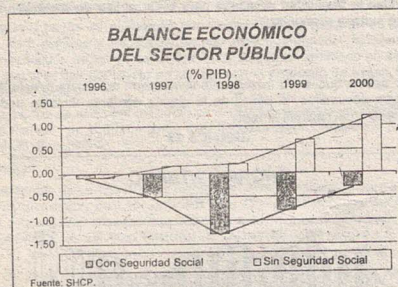 BALANCE ECONÓMICO
DEL SECTOR PÚBLICO
(% PIB)
1996 1997 1998 1999 2000
1.50
1.00
0.50
0.00
-0.50
-1.00
-1.50
Con Seguridad Social Sin Seguridad Social
Fuente: SHCP.